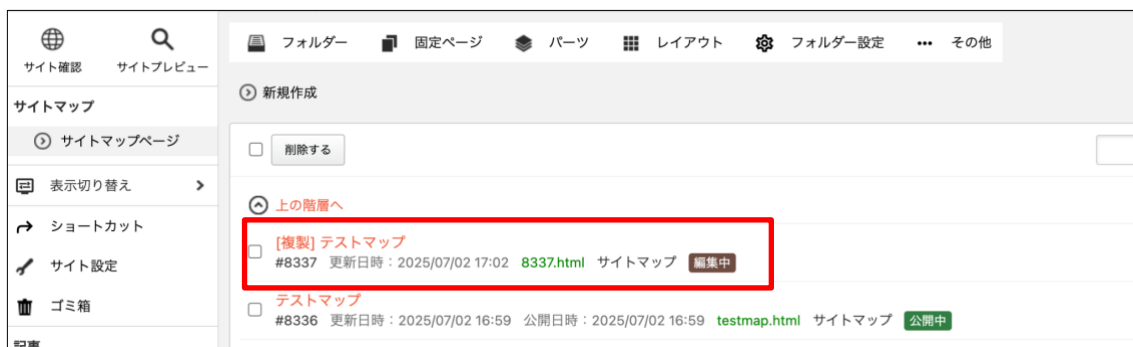 サイト確認 サイトプレビュー
フォルダー 固定ページ パーツ レイアウト フォルダー設定 ••• その他
サイトマップ
新規作成
サイトマップページ
削除する
表示切り替え
上の階層へ
ショートカット
[複製] テストマップ
#8337 更新日時：2025/07/02 17:02 8337.html サイトマップ 編集中
サイト設定
テストマップ
#8336 更新日時：2025/07/02 16:59 公開日時：2025/07/02 16:59 testmap.html サイトマップ 公開中
ゴミ箱
記事